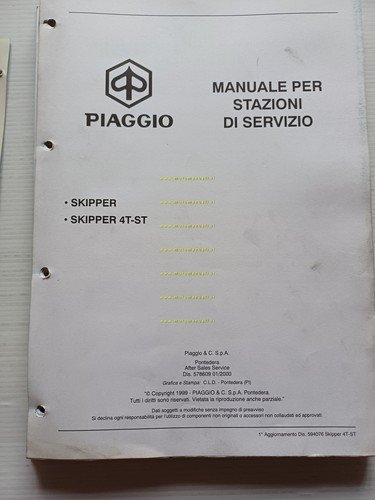 PIAGGIO
MANUALE PER
STAZIONI
DI SERVIZIO
• SKIPPER
• SKIPPER 4T-ST
Piaggio & C. S.p.A.
Pontedera
After Sales Service
Dis. 578609 01/2000
Grafica e Stampa: C.L.D. - Pontedera (PI)
© Copyright 1999 - PIAGGIO & C. S.p.A. Pontedera.
Tutti i diritti sono riservati. Vietata la riproduzione anche parziale.
Dati soggetti a modifiche senza impegno di preavviso
Si declina ogni responsabilità per l'utilizzo di componenti non originali o accessori non collaudati ed approvati.
1° Aggiornamento Dis. 594076 Skipper 4T-ST